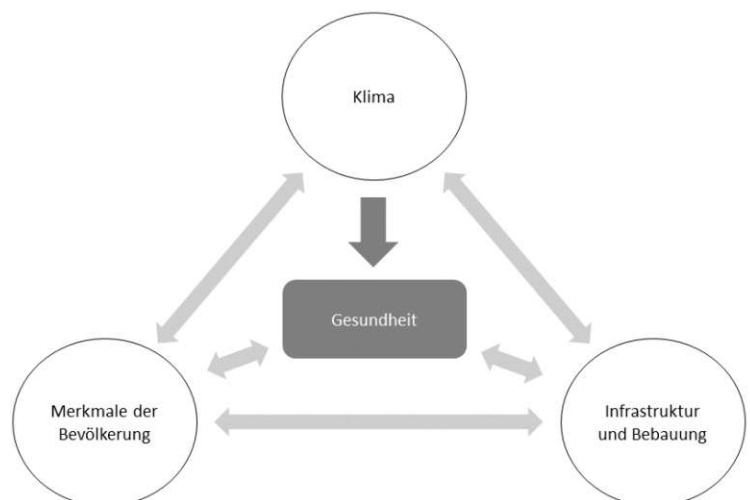 Klima
Gesundheit
Merkmale der
Bevölkerung
Infrastruktur
und Bebauung